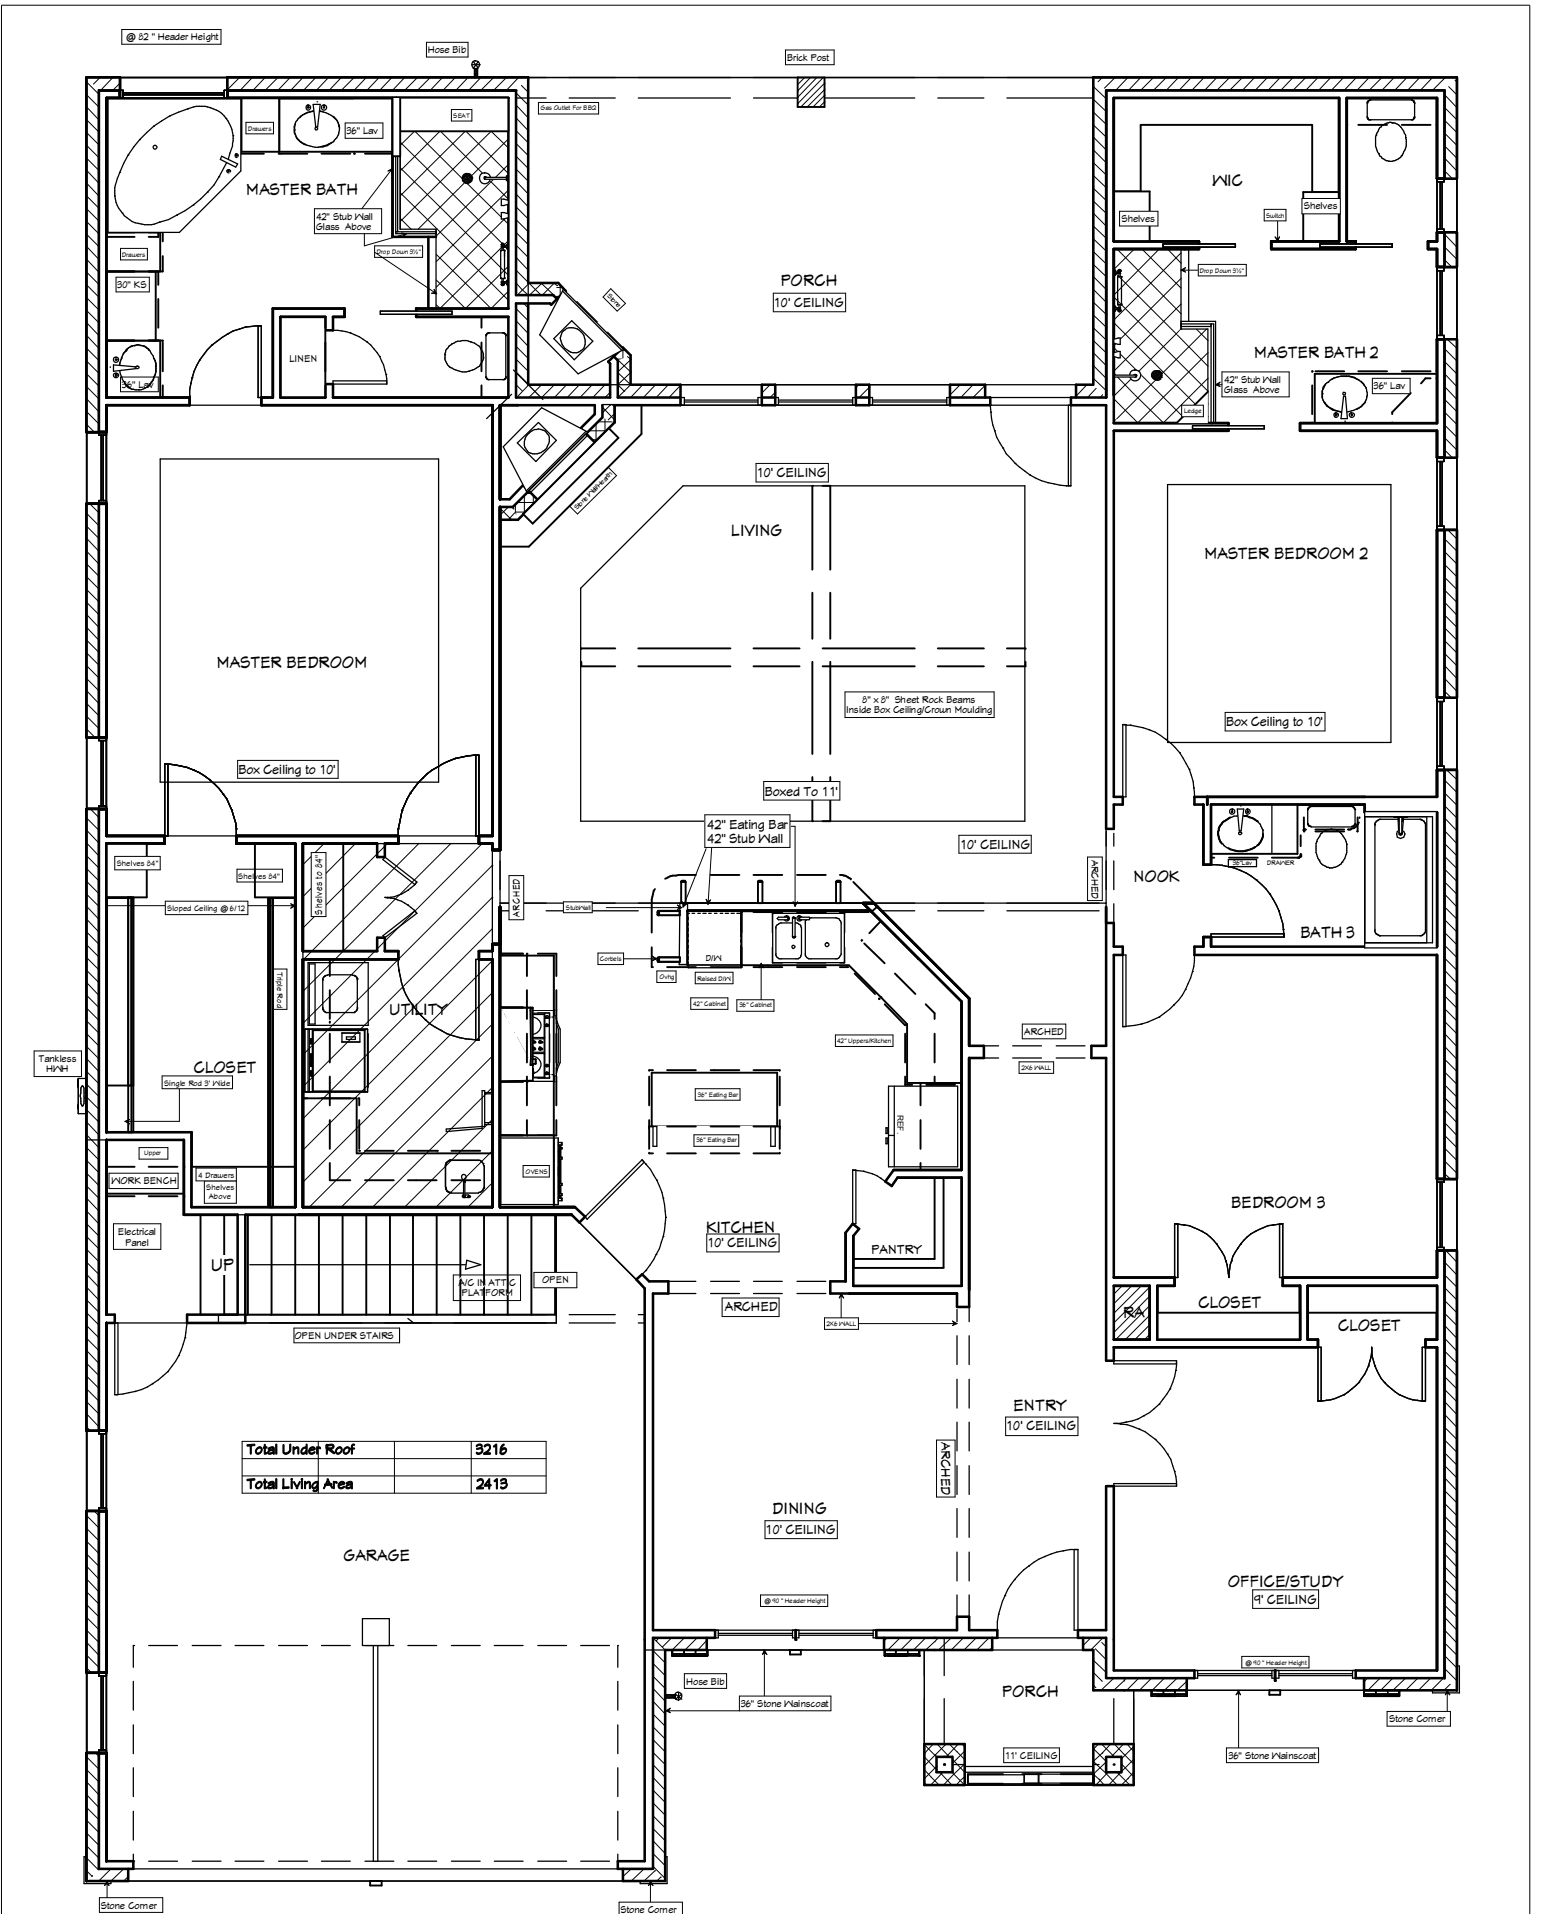 @ 82 " Header Height
Hose Bib
Brick Post
Gas Outlet For BBQ
SEAT
Drawers
36" Lav
MASTER BATH
42" Stub Wall
Glass Above
Drop Down 3½"
Drawers
30" KS
36" Lav
LINEN
Stone
PORCH
10' CEILING
WIC
Shelves
Shelves
Switch
Drop Down 3½"
MASTER BATH 2
42" Stub Wall
Glass Above
36" Lav
Ledge
10' CEILING
LIVING
MASTER BEDROOM 2
MASTER BEDROOM
8" x 8" Sheet Rock Beams
Inside Box Ceiling/Crown Moulding
Box Ceiling to 10'
Box Ceiling to 10'
Boxed To 11'
42" Eating Bar
42" Stub Wall
10' CEILING
36"Lav
DRAWER
Shelves 84"
Shelves 84"
Shelves to 84"
ARCHED
ARCHED
NOOK
BATH 3
Sloped Ceiling @6/12
StubWall
Corbels
D/W
Ovhg
Raised D/W
42" Cabinet
36" Cabinet
Triple Rod
UTILITY
42" Uppers/Kitchen
ARCHED
2X6 WALL
Tankless
HWH
CLOSET
Single Rod 3' Wide
36" Eating Bar
36" Eating Bar
REF.
Upper
WORK BENCH
4 Drawers
Shelves
Above
OVENS
BEDROOM 3
Electrical
Panel
KITCHEN
10' CEILING
PANTRY
UP
A/C IN ATTIC
PLATFORM
OPEN
ARCHED
2X6 WALL
OPEN UNDER STAIRS
RA
CLOSET
CLOSET
ENTRY
10' CEILING
ARCHED
Total Under Roof 3216
Total Living Area 2413
DINING
10' CEILING
GARAGE
OFFICE/STUDY
9' CEILING
@ 90 " Header Height
@ 90 " Header Height
Hose Bib
36" Stone Wainscoat
PORCH
11' CEILING
Stone Corner
36" Stone Wainscoat
Stone Corner
Stone Corner